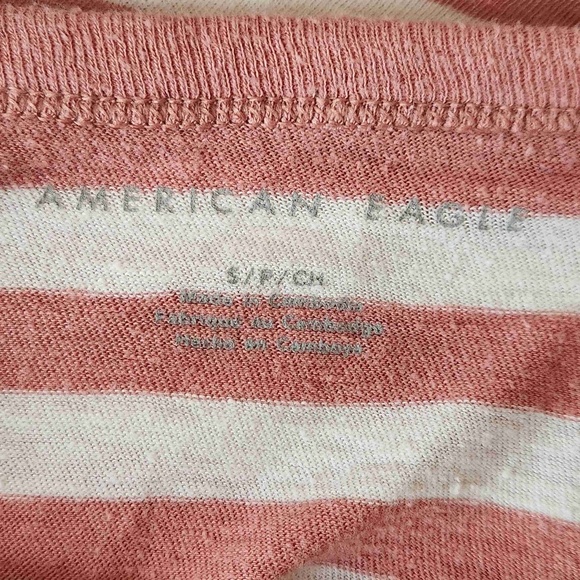 AMERICAN EAGLE
S/P/CH
Made in Cambodia
Fabriqué au Cambodge
Hecho en Camboya